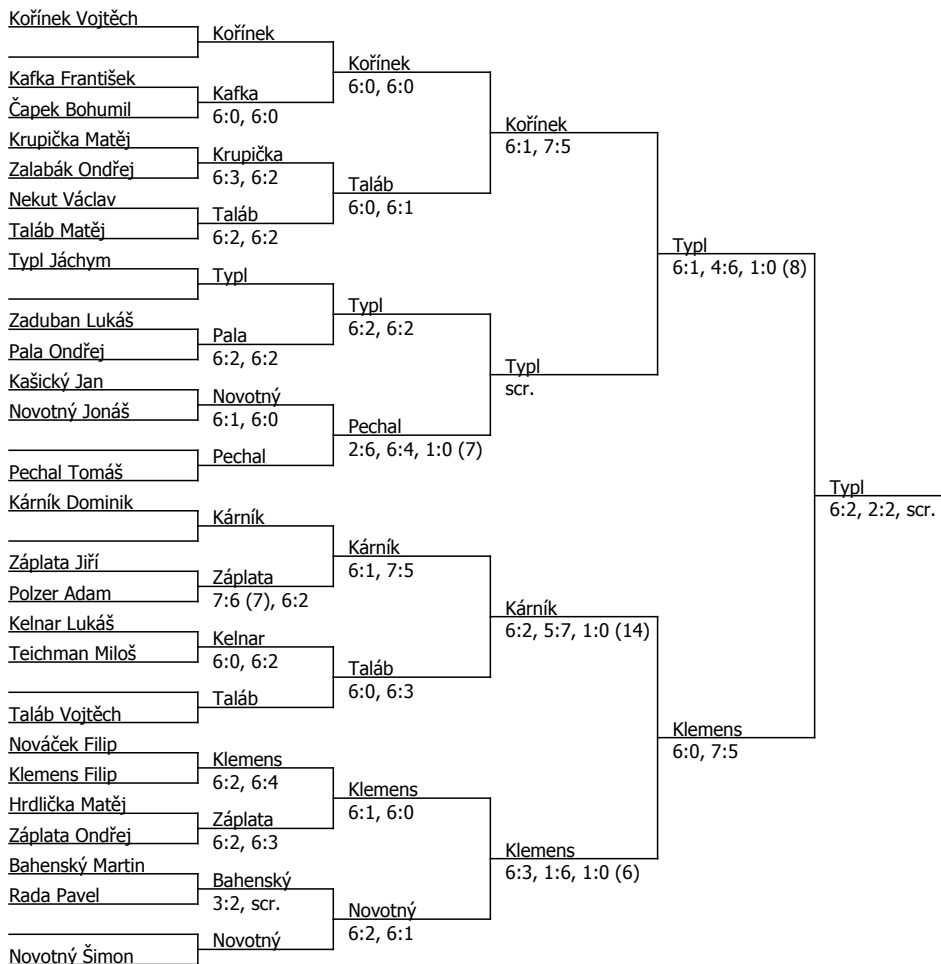 Kořínek Vojtěch
Kořínek
Kořínek
6:0, 6:0
Kafka František
Kafka
6:0, 6:0
Čapek Bohumil
Kořínek
6:1, 7:5
Krupička Matěj
Krupička
6:3, 6:2
Zalabák Ondřej
Taláb
6:0, 6:1
Nekut Václav
Taláb
6:2, 6:2
Taláb Matěj
Typl
6:1, 4:6, 1:0 (8)
Typl Jáchym
Typl
Typl
6:2, 6:2
Zaduban Lukáš
Pala
6:2, 6:2
Pala Ondřej
Typl
scr.
Kašický Jan
Novotný
6:1, 6:0
Novotný Jonáš
Pechal
2:6, 6:4, 1:0 (7)
Pechal
Pechal Tomáš
Typl
6:2, 2:2, scr.
Kárník Dominik
Kárník
Kárník
6:1, 7:5
Záplata Jiří
Záplata
7:6 (7), 6:2
Polzer Adam
Kárník
6:2, 5:7, 1:0 (14)
Kelnar Lukáš
Kelnar
6:0, 6:2
Teichman Miloš
Taláb
6:0, 6:3
Taláb
Taláb Vojtěch
Klemens
6:0, 7:5
Nováček Filip
Klemens
6:2, 6:4
Klemens Filip
Klemens
6:1, 6:0
Hrdlička Matěj
Záplata
6:2, 6:3
Záplata Ondřej
Klemens
6:3, 1:6, 1:0 (6)
Bahenský Martin
Bahenský
3:2, scr.
Rada Pavel
Novotný
6:2, 6:1
Novotný
Novotný Šimon